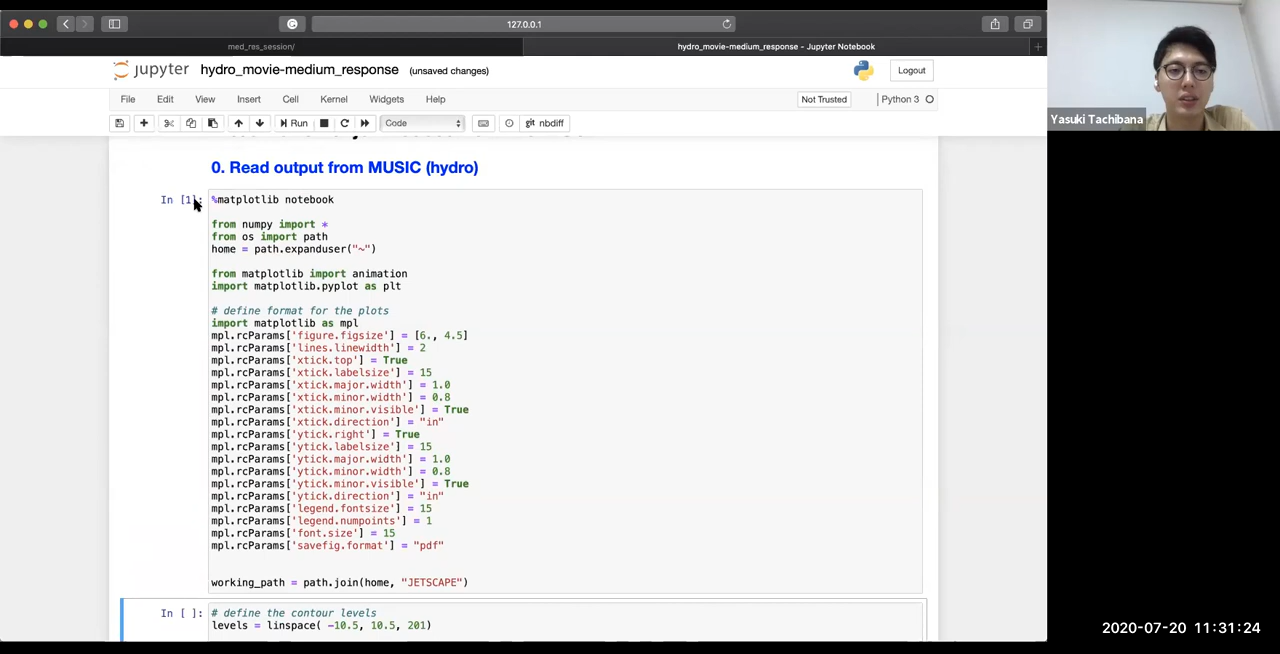 127.0.0.1
med_res_session/
hydro_movie-medium_response - Jupyter Notebook
jupyter hydro_movie-medium_response (unsaved changes)
Logout
File Edit View Insert Cell Kernel Widgets Help
Not Trusted
Python 3
Run
Code
git nbdiff
0. Read output from MUSIC (hydro)
In [1]:
%matplotlib notebook
from numpy import *
from os import path
home = path.expanduser("~")
from matplotlib import animation
import matplotlib.pyplot as plt
# define format for the plots
import matplotlib as mpl
mpl.rcParams['figure.figsize'] = [6., 4.5]
mpl.rcParams['lines.linewidth'] = 2
mpl.rcParams['xtick.top'] = True
mpl.rcParams['xtick.labelsize'] = 15
mpl.rcParams['xtick.major.width'] = 1.0
mpl.rcParams['xtick.minor.width'] = 0.8
mpl.rcParams['xtick.minor.visible'] = True
mpl.rcParams['xtick.direction'] = "in"
mpl.rcParams['ytick.right'] = True
mpl.rcParams['ytick.labelsize'] = 15
mpl.rcParams['ytick.major.width'] = 1.0
mpl.rcParams['ytick.minor.width'] = 0.8
mpl.rcParams['ytick.minor.visible'] = True
mpl.rcParams['ytick.direction'] = "in"
mpl.rcParams['legend.fontsize'] = 15
mpl.rcParams['legend.numpoints'] = 1
mpl.rcParams['font.size'] = 15
mpl.rcParams['savefig.format'] = "pdf"
working_path = path.join(home, "JETSCAPE")
In [ ]:
# define the contour levels
levels = linspace( -10.5, 10.5, 201)
Yasuki Tachibana
2020-07-20 11:31:24